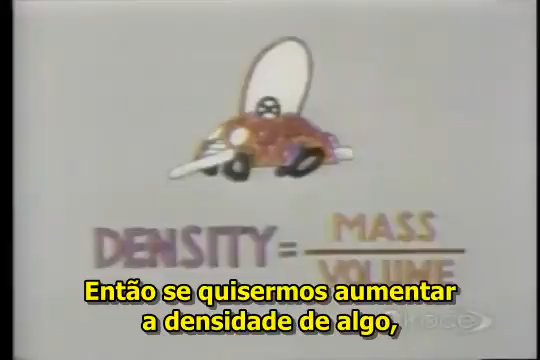 DENSITY = MASS
VOLUME
Então se quisermos aumentar
a densidade de algo,